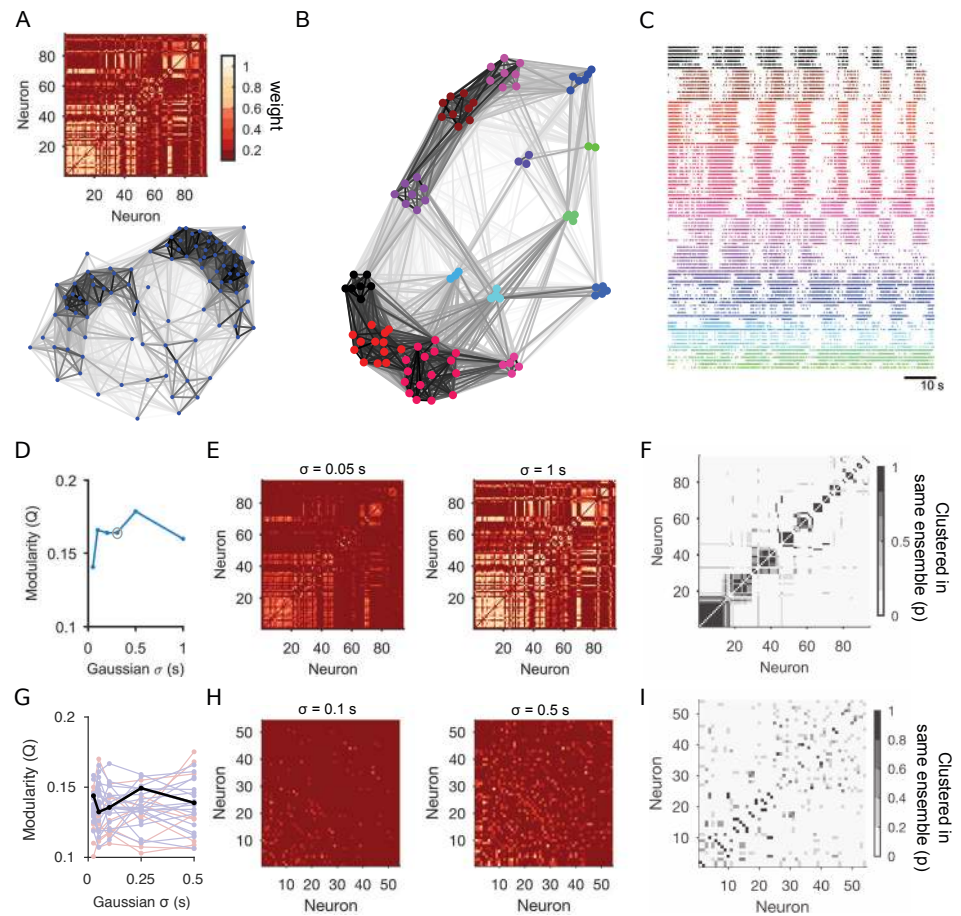 A
B
C
80
60
40
20
Neuron
20 40 60 80
Neuron
1
0.8
0.6
0.4
0.2
weight
10 s
D
0.2
0.15
0.1
Modularity (Q)
0 0.5 1
Gaussian σ (s)
E
σ = 0.05 s
80
60
40
20
Neuron
20 40 60 80
Neuron
σ = 1 s
80
60
40
20
Neuron
20 40 60 80
Neuron
F
80
60
40
20
Neuron
20 40 60 80
Neuron
1
0.5
0
Clustered in
same ensemble (p)
G
0.2
0.15
0.1
Modularity (Q)
0 0.25 0.5
Gaussian σ (s)
H
σ = 0.1 s
50
40
30
20
10
Neuron
10 20 30 40 50
Neuron
σ = 0.5 s
50
40
30
20
10
Neuron
10 20 30 40 50
Neuron
I
50
40
30
20
10
Neuron
10 20 30 40 50
Neuron
1
0.8
0.6
0.4
0.2
0
Clustered in
same ensemble (p)